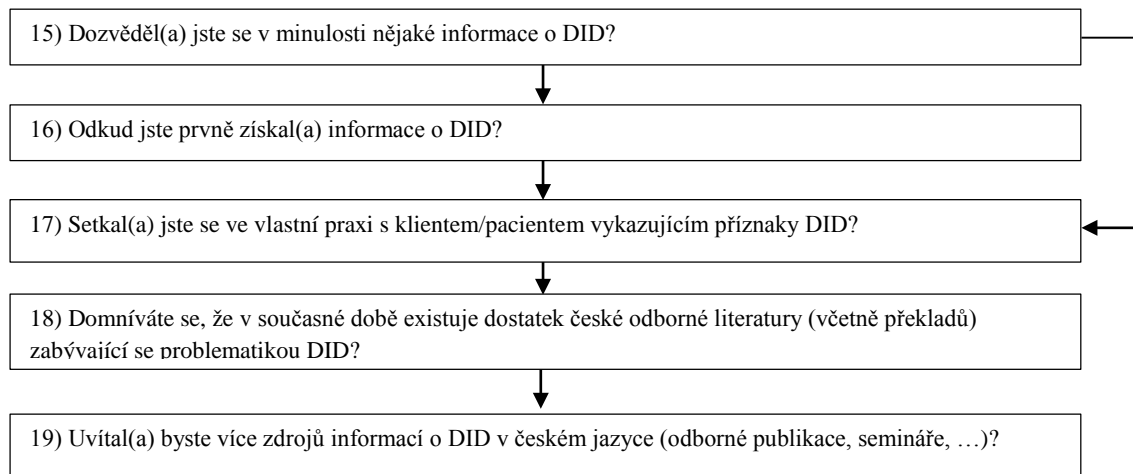 15) Dozvěděl(a) jste se v minulosti nějaké informace o DID?
16) Odkud jste prvně získal(a) informace o DID?
17) Setkal(a) jste se ve vlastní praxi s klientem/pacientem vykazujícím příznaky DID?
18) Domníváte se, že v současné době existuje dostatek české odborné literatury (včetně překladů)
zabývající se problematikou DID?
19) Uvítal(a) byste více zdrojů informací o DID v českém jazyce (odborné publikace, semináře, …)?